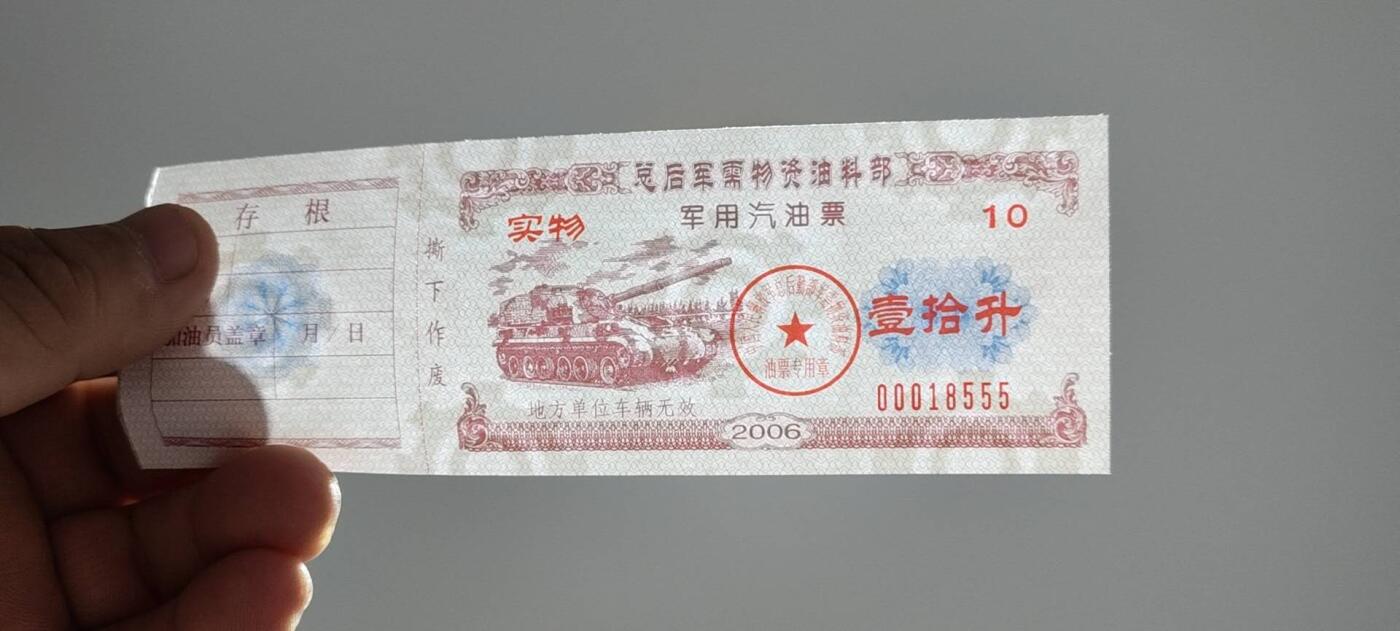 存根
加油员盖章 月 日
撕下作废
总后军需物资油料部
军用汽油票
实物
10
壹拾升
油票专用章
00018555
地方单位车辆无效
2006